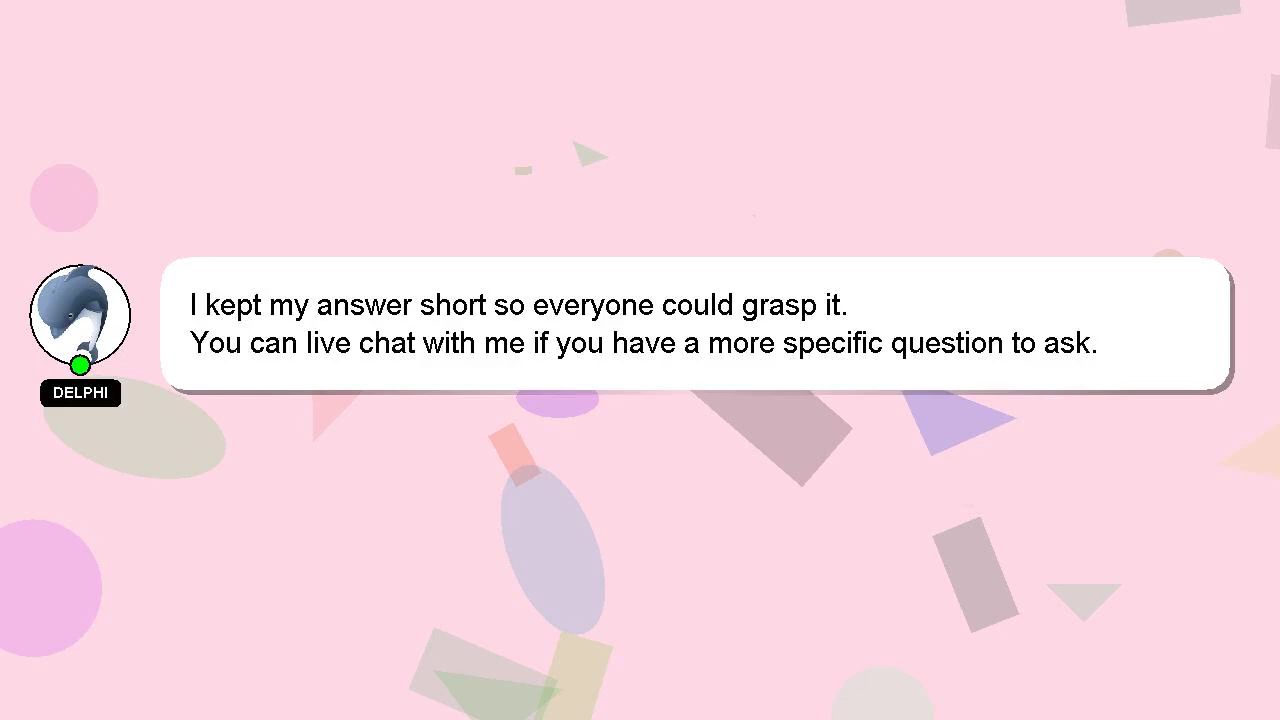 I kept my answer short so everyone could grasp it.
You can live chat with me if you have a more specific question to ask.
DELPHI